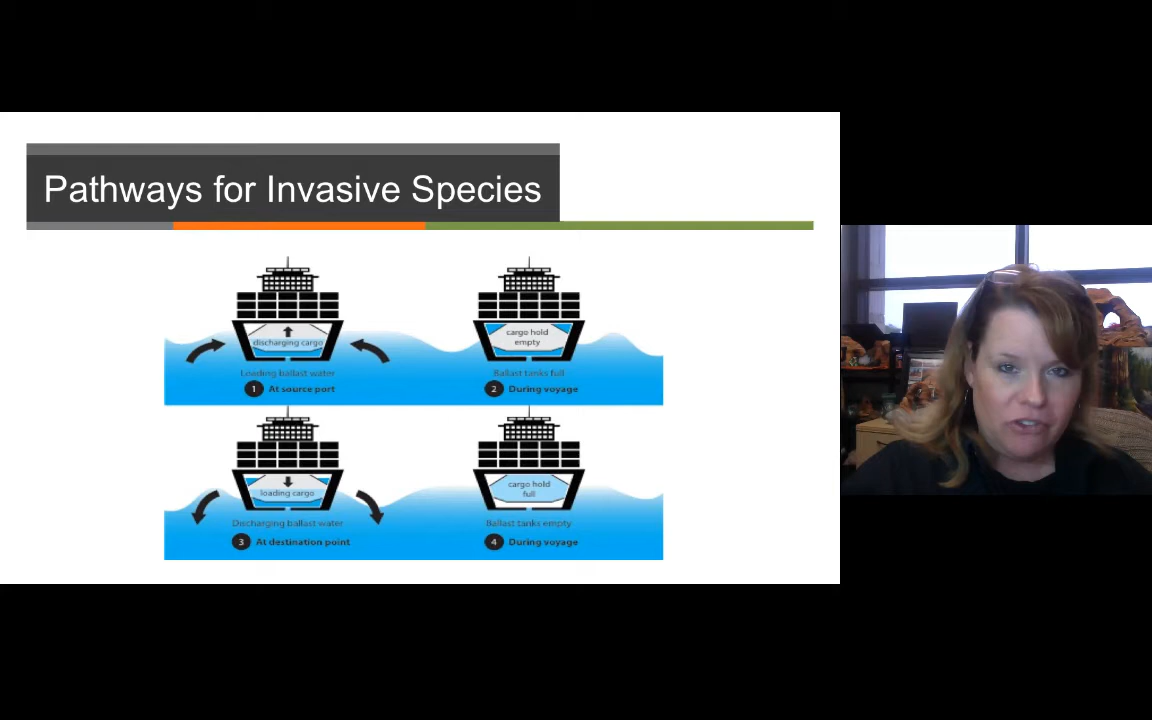 Pathways for Invasive Species
discharging cargo
Loading ballast water
1 At source port
cargo hold
empty
Ballast tanks full
2 During voyage
loading cargo
Discharging ballast water
3 At destination point
cargo hold
full
Ballast tanks empty
4 During voyage